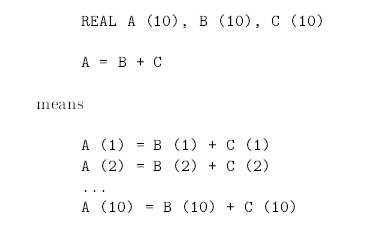 REAL A (10), B (10), C (10)
A = B + C
means
A (1) = B (1) + C (1)
A (2) = B (2) + C (2)
...
A (10) = B (10) + C (10)